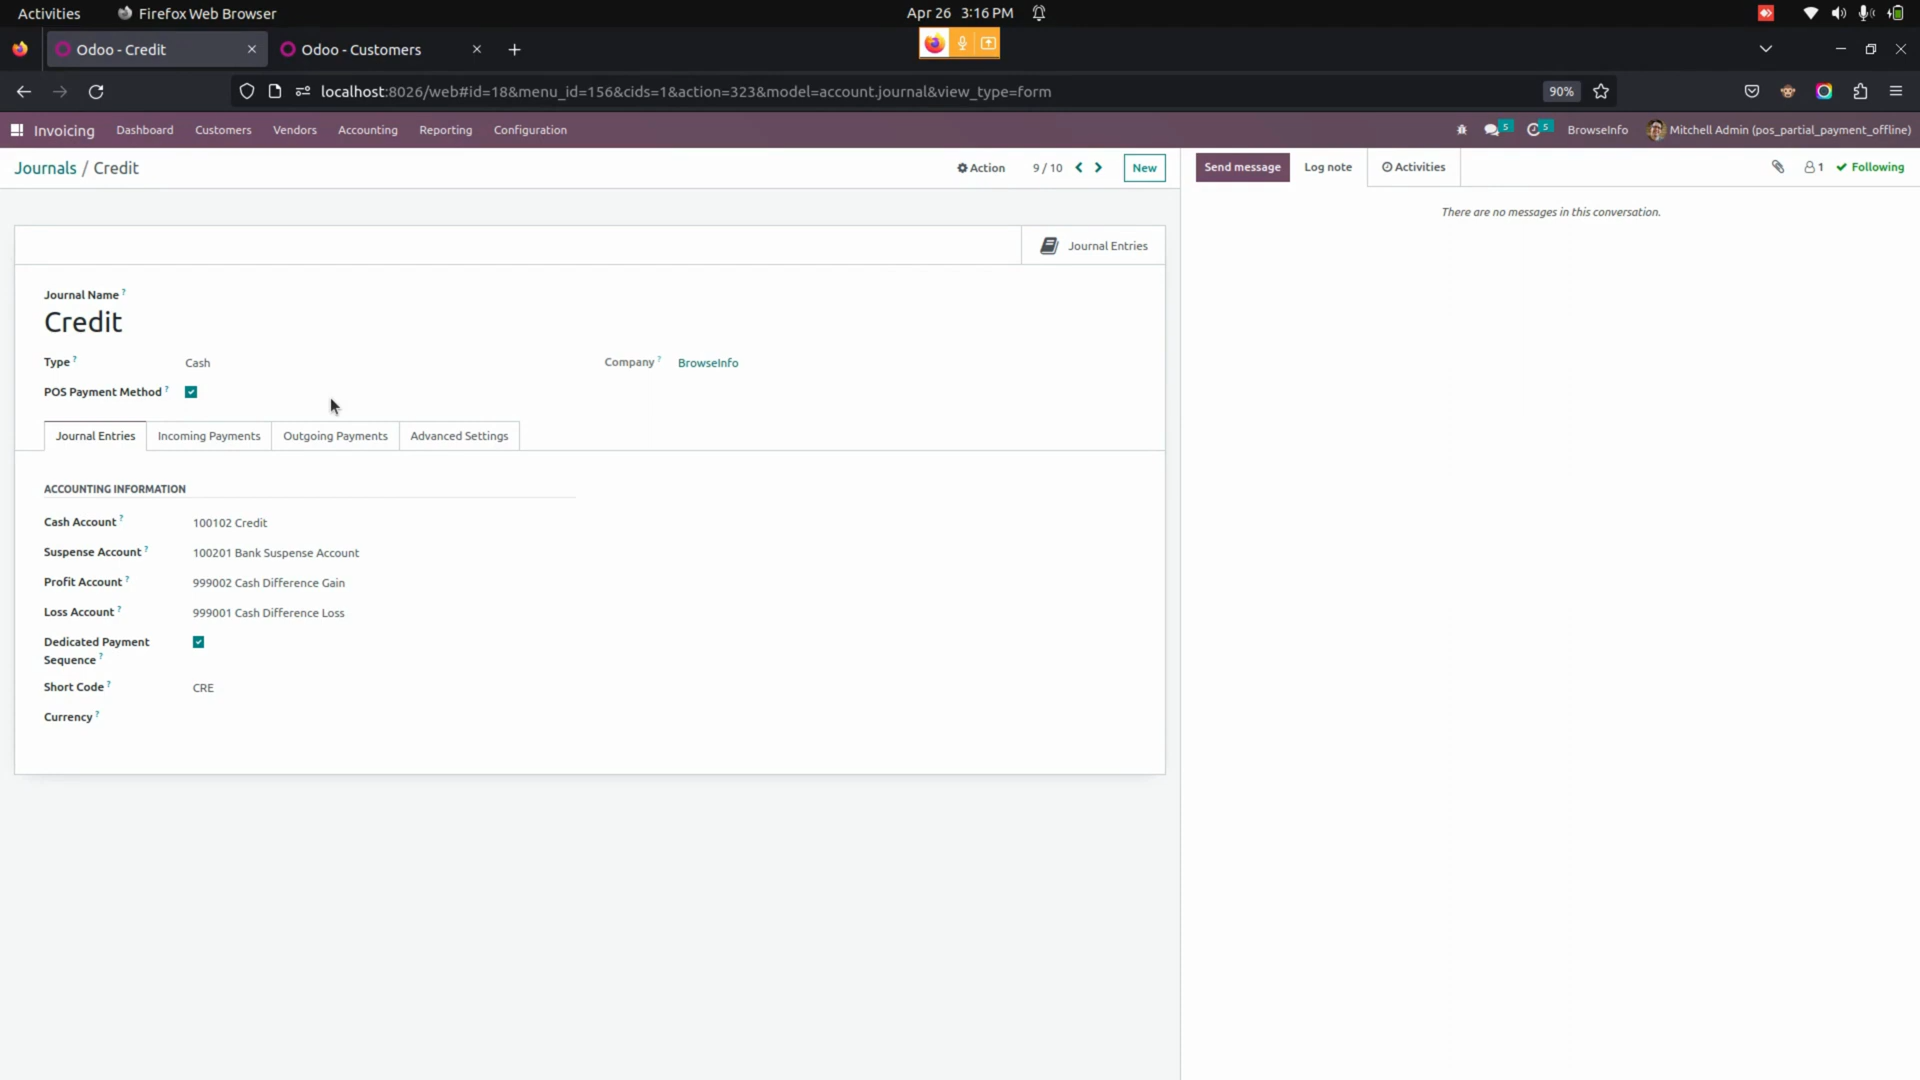 Activities Firefox Web Browser Apr 26 3:16 PM
Odoo - Credit Odoo - Customers
localhost:8026/web#id=18&menu_id=156&cids=1&action=323&model=account.journal&view_type=form 90%
Invoicing Dashboard Customers Vendors Accounting Reporting Configuration 5 5 BrowseInfo Mitchell Admin (pos_partial_payment_offline)
Journals / Credit Action 9 / 10 New Send message Log note Activities 1 Following
There are no messages in this conversation.
Journal Entries
Journal Name ?
Credit
Type ? Cash Company ? BrowseInfo
POS Payment Method ?
Journal Entries Incoming Payments Outgoing Payments Advanced Settings
ACCOUNTING INFORMATION
Cash Account ? 100102 Credit
Suspense Account ? 100201 Bank Suspense Account
Profit Account ? 999002 Cash Difference Gain
Loss Account ? 999001 Cash Difference Loss
Dedicated Payment
Sequence ?
Short Code ? CRE
Currency ?